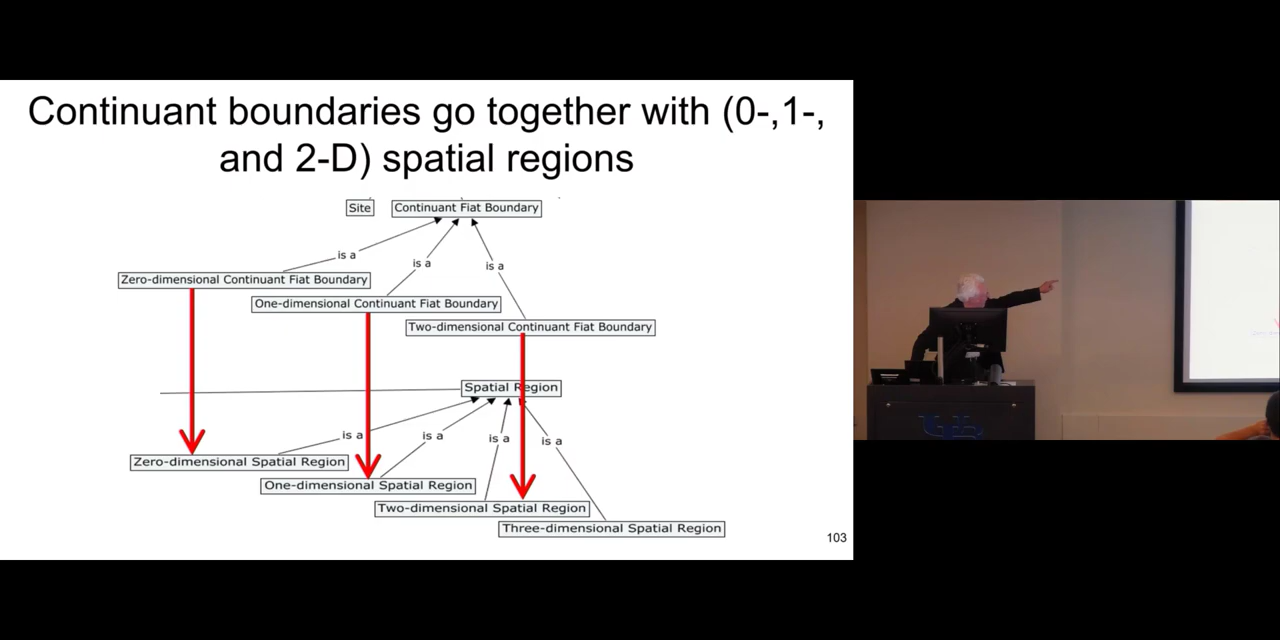 Continuant boundaries go together with (0-,1-,
and 2-D) spatial regions
Site
Continuant Fiat Boundary
is a
is a
is a
Zero-dimensional Continuant Fiat Boundary
One-dimensional Continuant Fiat Boundary
Two-dimensional Continuant Fiat Boundary
Spatial Region
is a
is a
is a
is a
Zero-dimensional Spatial Region
One-dimensional Spatial Region
Two-dimensional Spatial Region
Three-dimensional Spatial Region
103